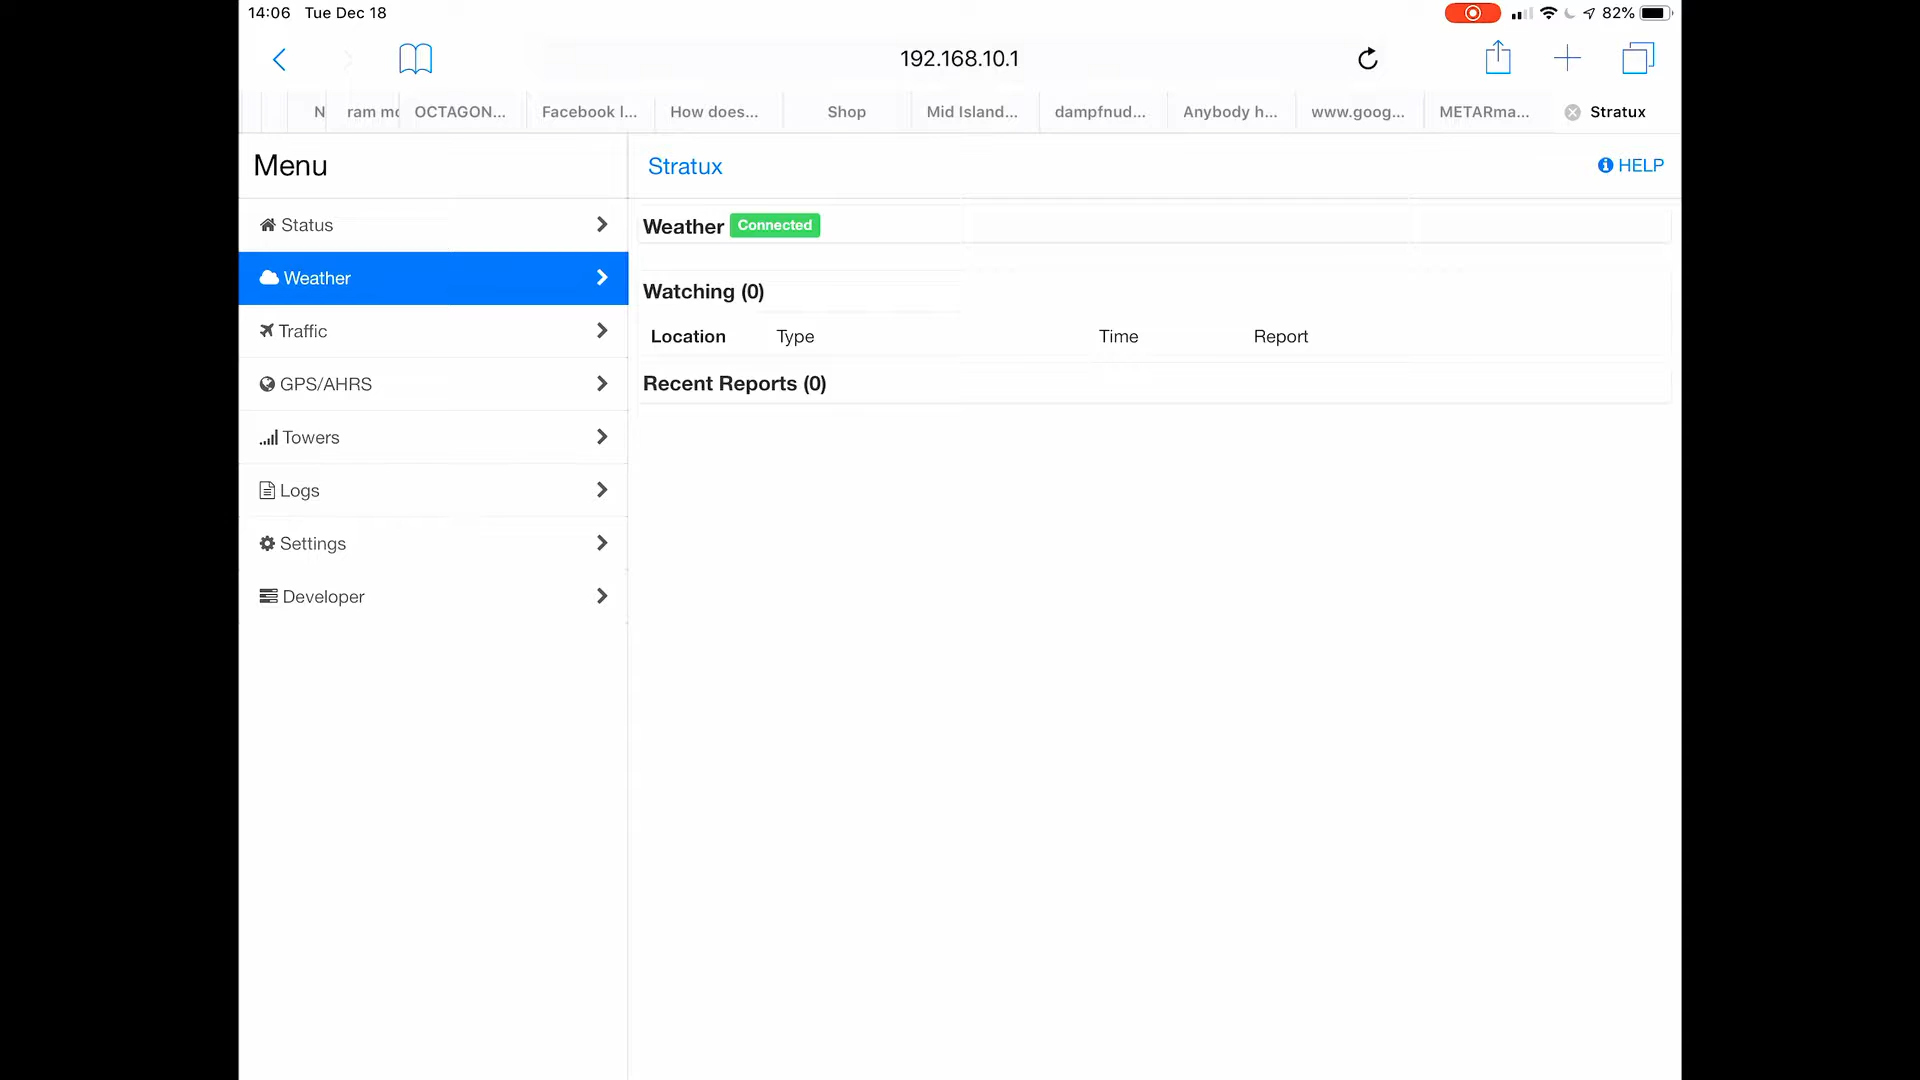 14:06 Tue Dec 18 82%
192.168.10.1
N ram mo OCTAGON... Facebook l... How does... Shop Mid Island... dampfnud... Anybody h... www.goog... METARma... Stratux
Menu
Stratux
HELP
Status
Weather
Traffic
GPS/AHRS
Towers
Logs
Settings
Developer
Weather Connected
Watching (0)
Location Type Time Report
Recent Reports (0)